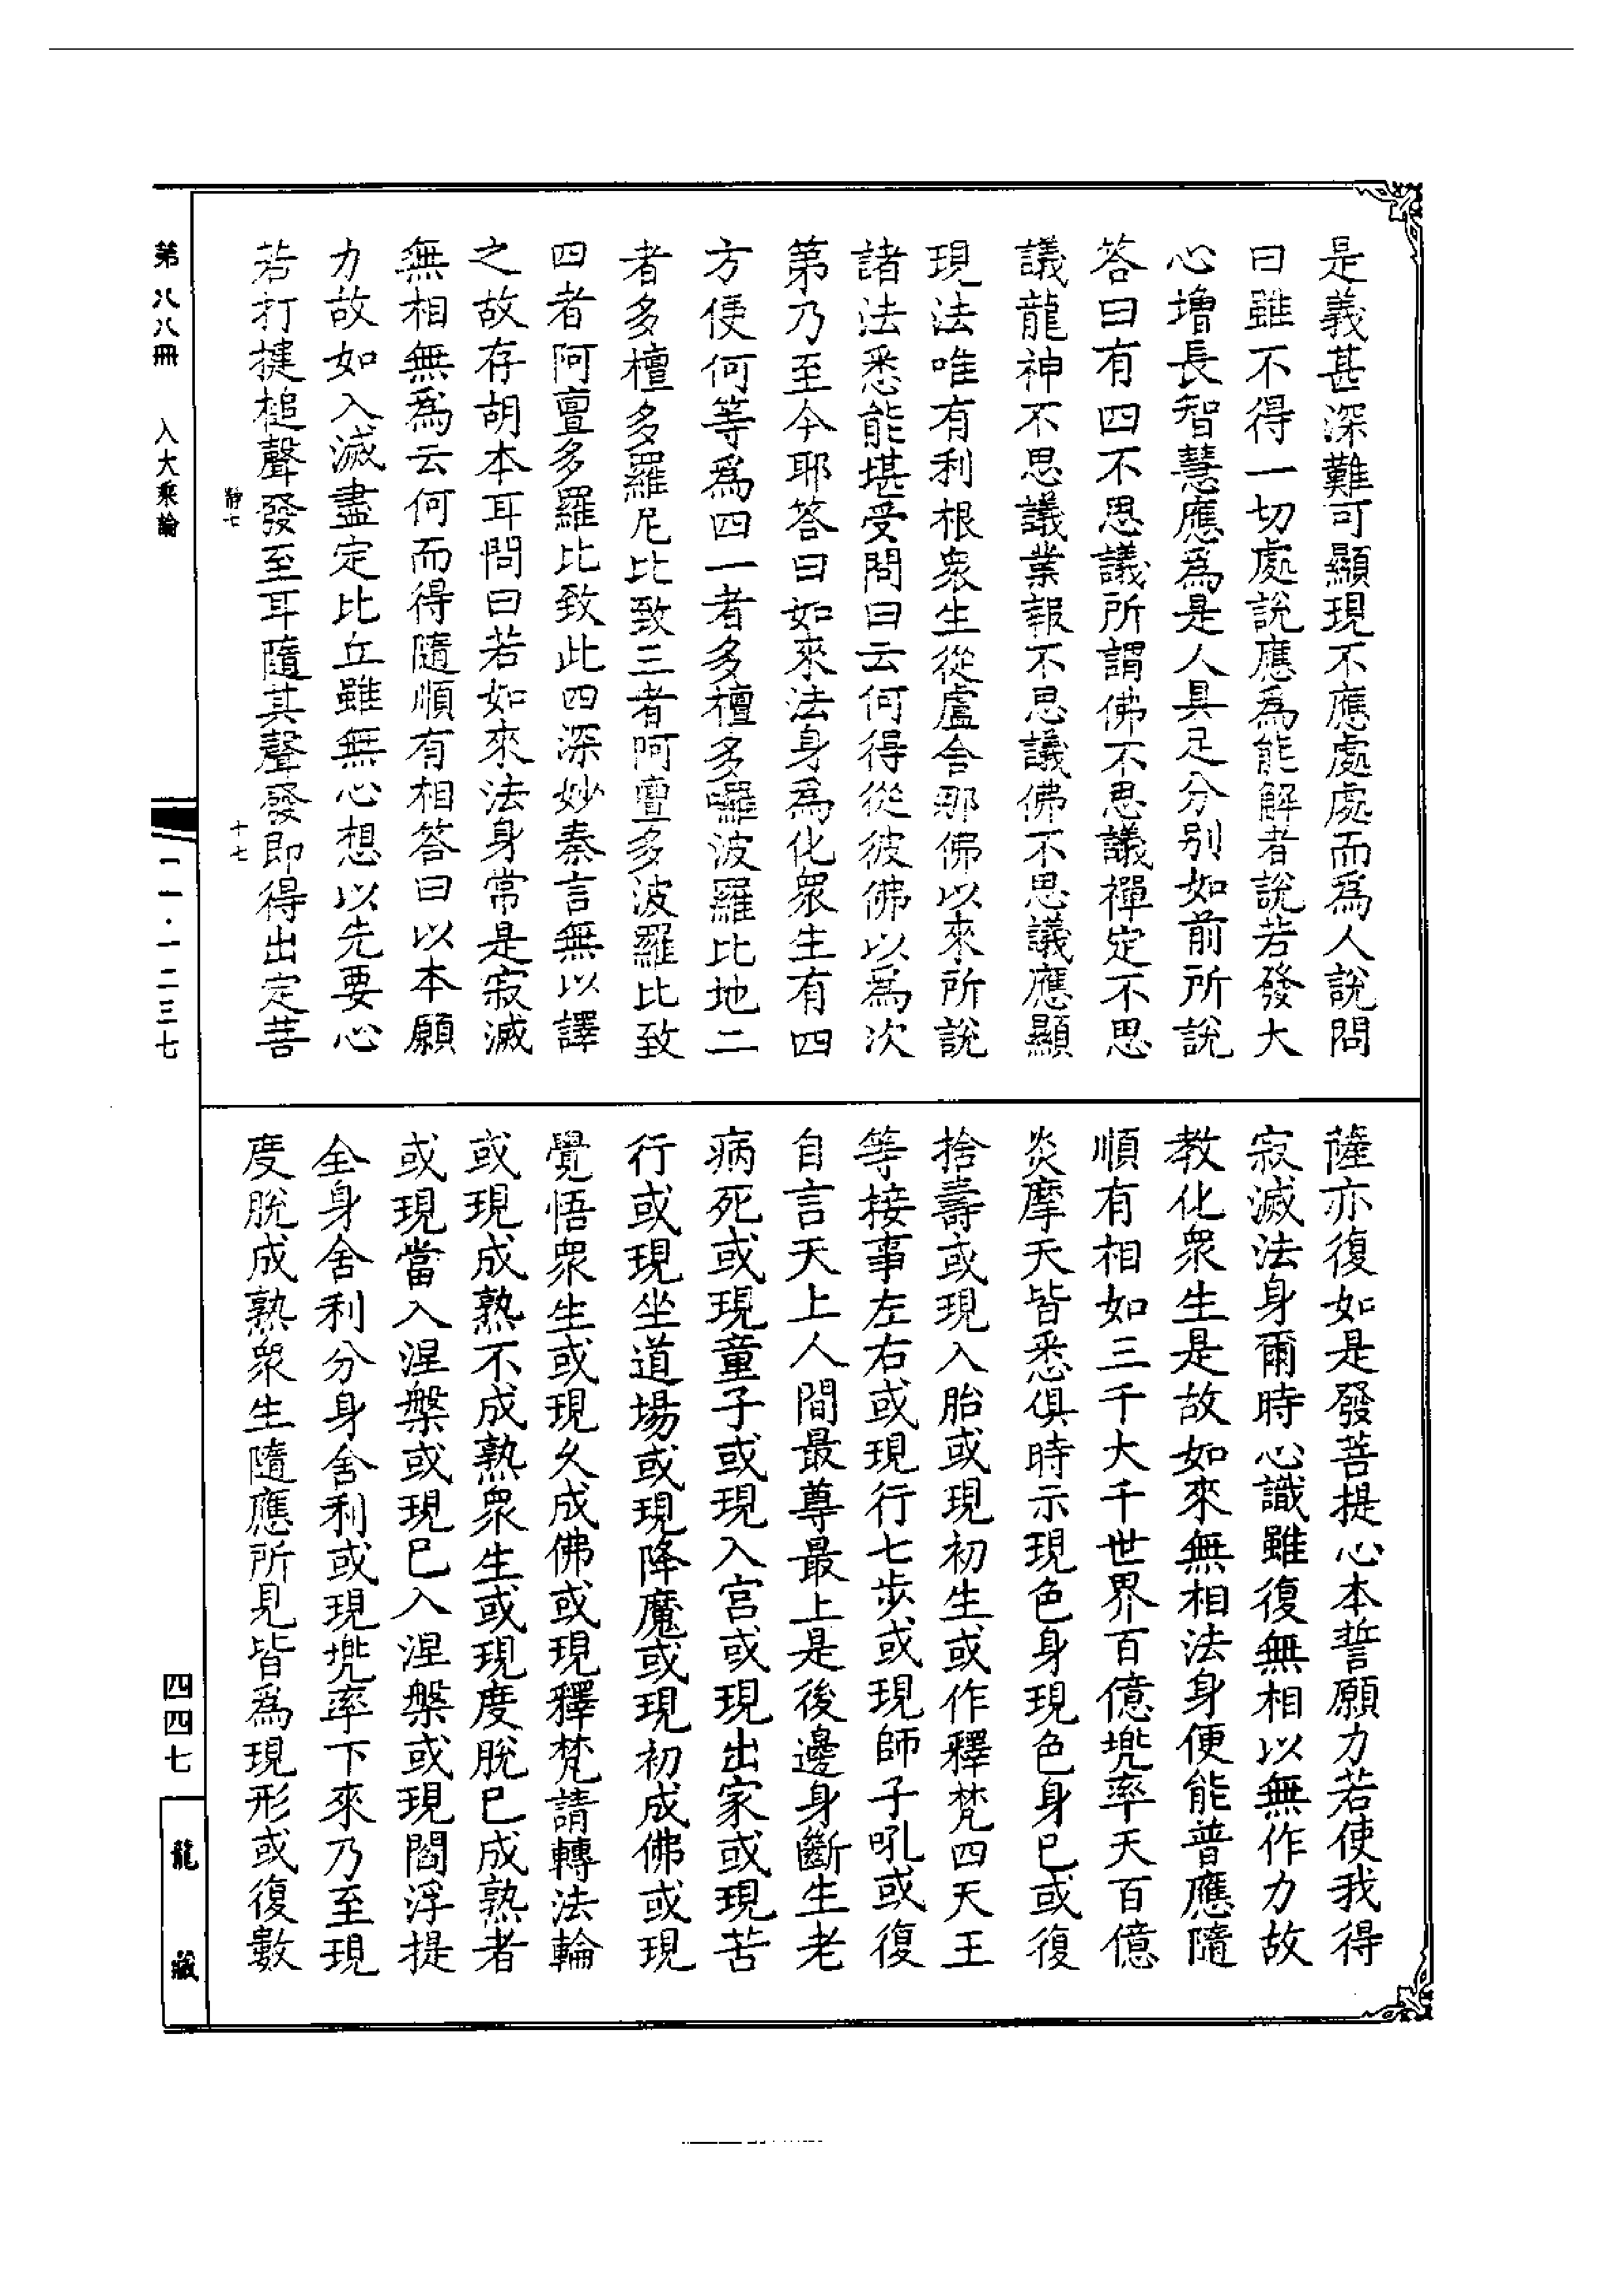 是義甚深難可顯現不應處處而為人說問
曰雖不得一切處說應為能解者說若發大
心增長智慧應為是人具足分別如前所說
答曰有四不思議所謂佛不思議禪定不思
議龍神不思議業報不思議佛不思議應顯
現法唯有利根眾生從盧舍那佛以來所說
諸法悉能堪受問曰云何得從彼佛以為次
第乃至今耶答曰如來法身為化眾生有四
方便何等為四一者多檀多囉波羅比地二
者多檀多羅尼比致三者阿亶多波羅比致
四者阿亶多羅比致此四深妙秦言無以譯
之故存胡本耳問曰若如來法身常是寂滅
無相無為云何而得隨順有相答曰以本願
力故如入滅盡定比丘雖無心想以先要心
若打揵槌聲發至耳隨其聲發即得出定菩
薩亦復如是發菩提心本誓願力若使我得
寂滅法身爾時心識雖復無相以無作力故
教化眾生是故如來無相法身便能普應隨
順有相如三千大千世界百億兜率天百億
炎摩天皆悉俱時示現色身現色身已或復
捨壽或現入胎或現初生或作釋梵四天王
等接事左右或現行七步或現師子吼或復
自言天上人間最尊最上是後邊身斷生老
病死或現童子或現入宮或現出家或現苦
行或現坐道場或現降魔或現初成佛或現
覺悟眾生或現久成佛或現釋梵請轉法輪
或現成熟不成熟眾生或現度脫已成熟者
或現當入涅槃或現已入涅槃或現閻浮提
全身舍利分身舍利或現兜率下來乃至現
度脫成熟眾生隨應所見皆為現形或復數
靜七
十七
第八八冊 入大乘論
一一·一二三七
四四七
龍藏